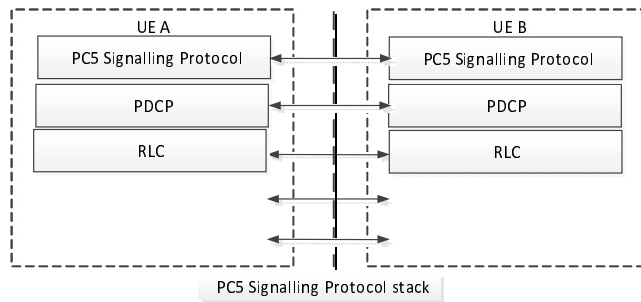 UE A
UE B
PC5 Signalling Protocol
PC5 Signalling Protocol
PDCP
PDCP
RLC
RLC
PC5 Signalling Protocol stack